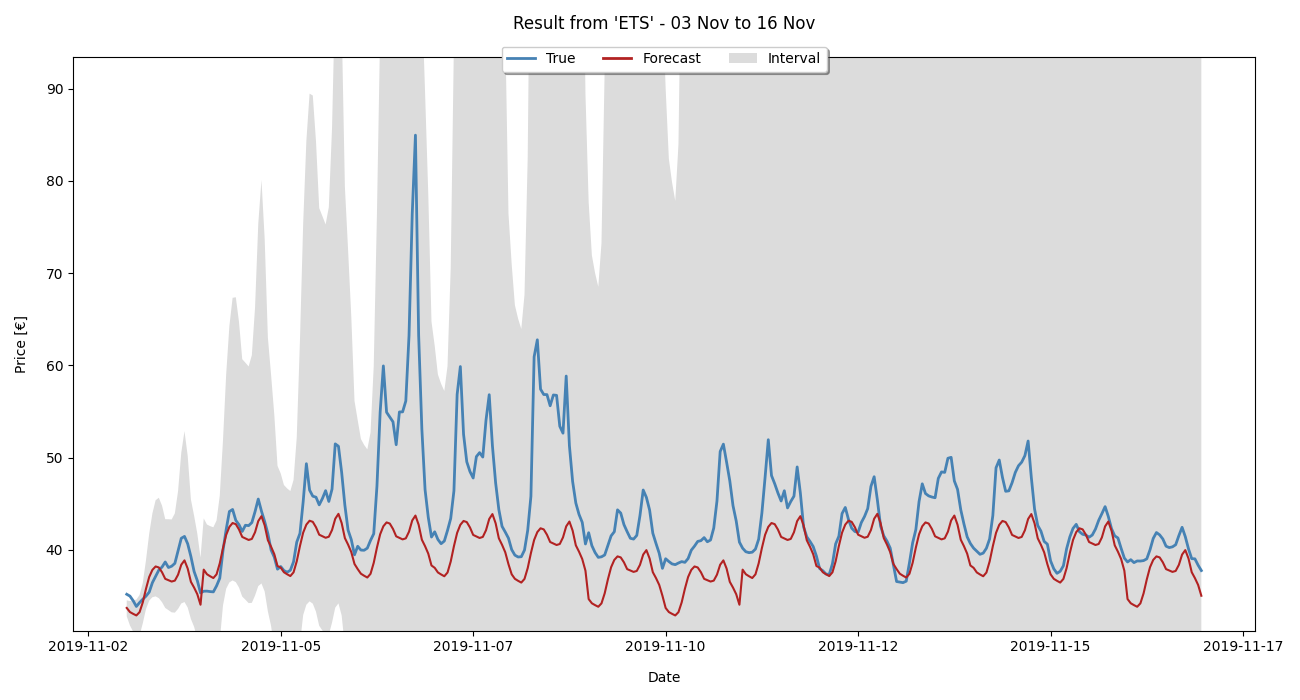 Result from 'ETS' - 03 Nov to 16 Nov
True Forecast Interval
Price [€]
90
80
70
60
50
40
2019-11-02 2019-11-05 2019-11-07 2019-11-10 2019-11-12 2019-11-15 2019-11-17
Date